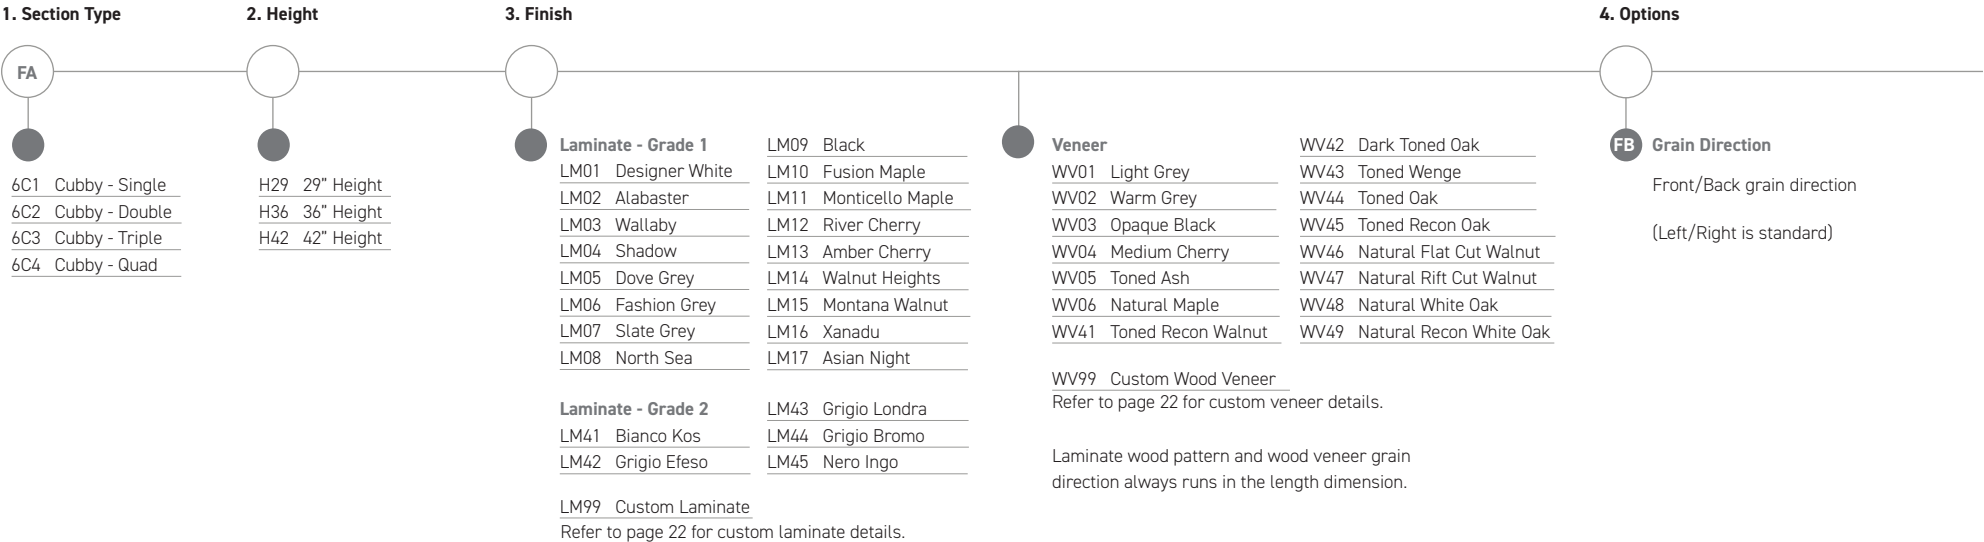 1. Section Type
2. Height
3. Finish
4. Options
FA
6C1 Cubby - Single
6C2 Cubby - Double
6C3 Cubby - Triple
6C4 Cubby - Quad
H29 29" Height
H36 36" Height
H42 42" Height
Laminate - Grade 1
LM01 Designer White
LM02 Alabaster
LM03 Wallaby
LM04 Shadow
LM05 Dove Grey
LM06 Fashion Grey
LM07 Slate Grey
LM08 North Sea
LM09 Black
LM10 Fusion Maple
LM11 Monticello Maple
LM12 River Cherry
LM13 Amber Cherry
LM14 Walnut Heights
LM15 Montana Walnut
LM16 Xanadu
LM17 Asian Night
Laminate - Grade 2
LM41 Bianco Kos
LM42 Grigio Efeso
LM43 Grigio Londra
LM44 Grigio Bromo
LM45 Nero Ingo
LM99 Custom Laminate
Refer to page 22 for custom laminate details.
Veneer
WV01 Light Grey
WV02 Warm Grey
WV03 Opaque Black
WV04 Medium Cherry
WV05 Toned Ash
WV06 Natural Maple
WV41 Toned Recon Walnut
WV42 Dark Toned Oak
WV43 Toned Wenge
WV44 Toned Oak
WV45 Toned Recon Oak
WV46 Natural Flat Cut Walnut
WV47 Natural Rift Cut Walnut
WV48 Natural White Oak
WV49 Natural Recon White Oak
WV99 Custom Wood Veneer
Refer to page 22 for custom veneer details.
Laminate wood pattern and wood veneer grain
direction always runs in the length dimension.
FB Grain Direction
Front/Back grain direction
(Left/Right is standard)